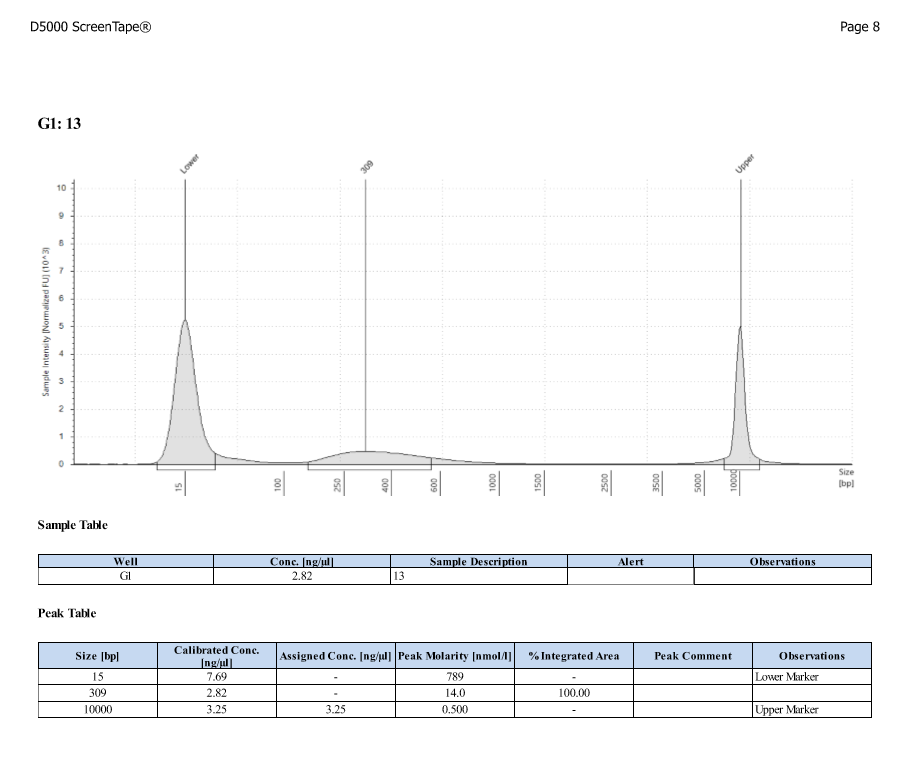 D5000 ScreenTape® Page 8
G1: 13
Lower 309 Upper
Sample Intensity [Normalized FU] (10^3)
10
9
8
7
6
5
4
3
2
1
0
15 100 250 400 600 1000 1500 2500 3500 5000 10000 Size [bp]
Sample Table
Well Conc. [ng/µl] Sample Description Alert Observations
G1 2.82 13
Peak Table
Size [bp] Calibrated Conc. [ng/µl] Assigned Conc. [ng/µl] Peak Molarity [nmol/l] % Integrated Area Peak Comment Observations
15 7.69 - 789 - Lower Marker
309 2.82 - 14.0 100.00
10000 3.25 3.25 0.500 - Upper Marker